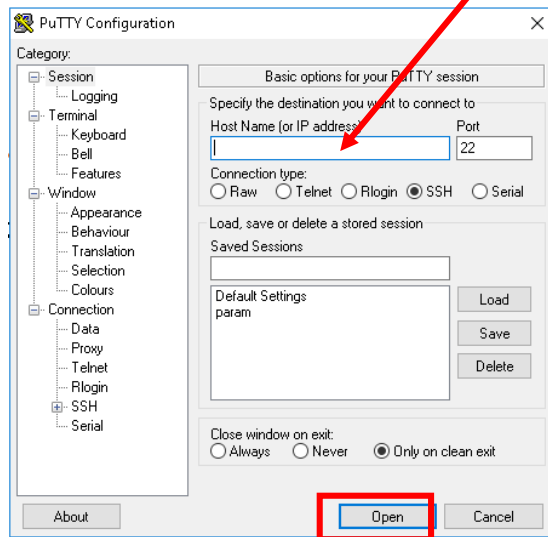 PuTTY Configuration
Category:
Session
Logging
Terminal
Keyboard
Bell
Features
Window
Appearance
Behaviour
Translation
Selection
Colours
Connection
Data
Proxy
Telnet
Rlogin
SSH
Serial
Basic options for your PuTTY session
Specify the destination you want to connect to
Host Name (or IP address) Port
22
Connection type:
Raw Telnet Rlogin SSH Serial
Load, save or delete a stored session
Saved Sessions
Default Settings
param
Load
Save
Delete
Close window on exit:
Always Never Only on clean exit
About Open Cancel